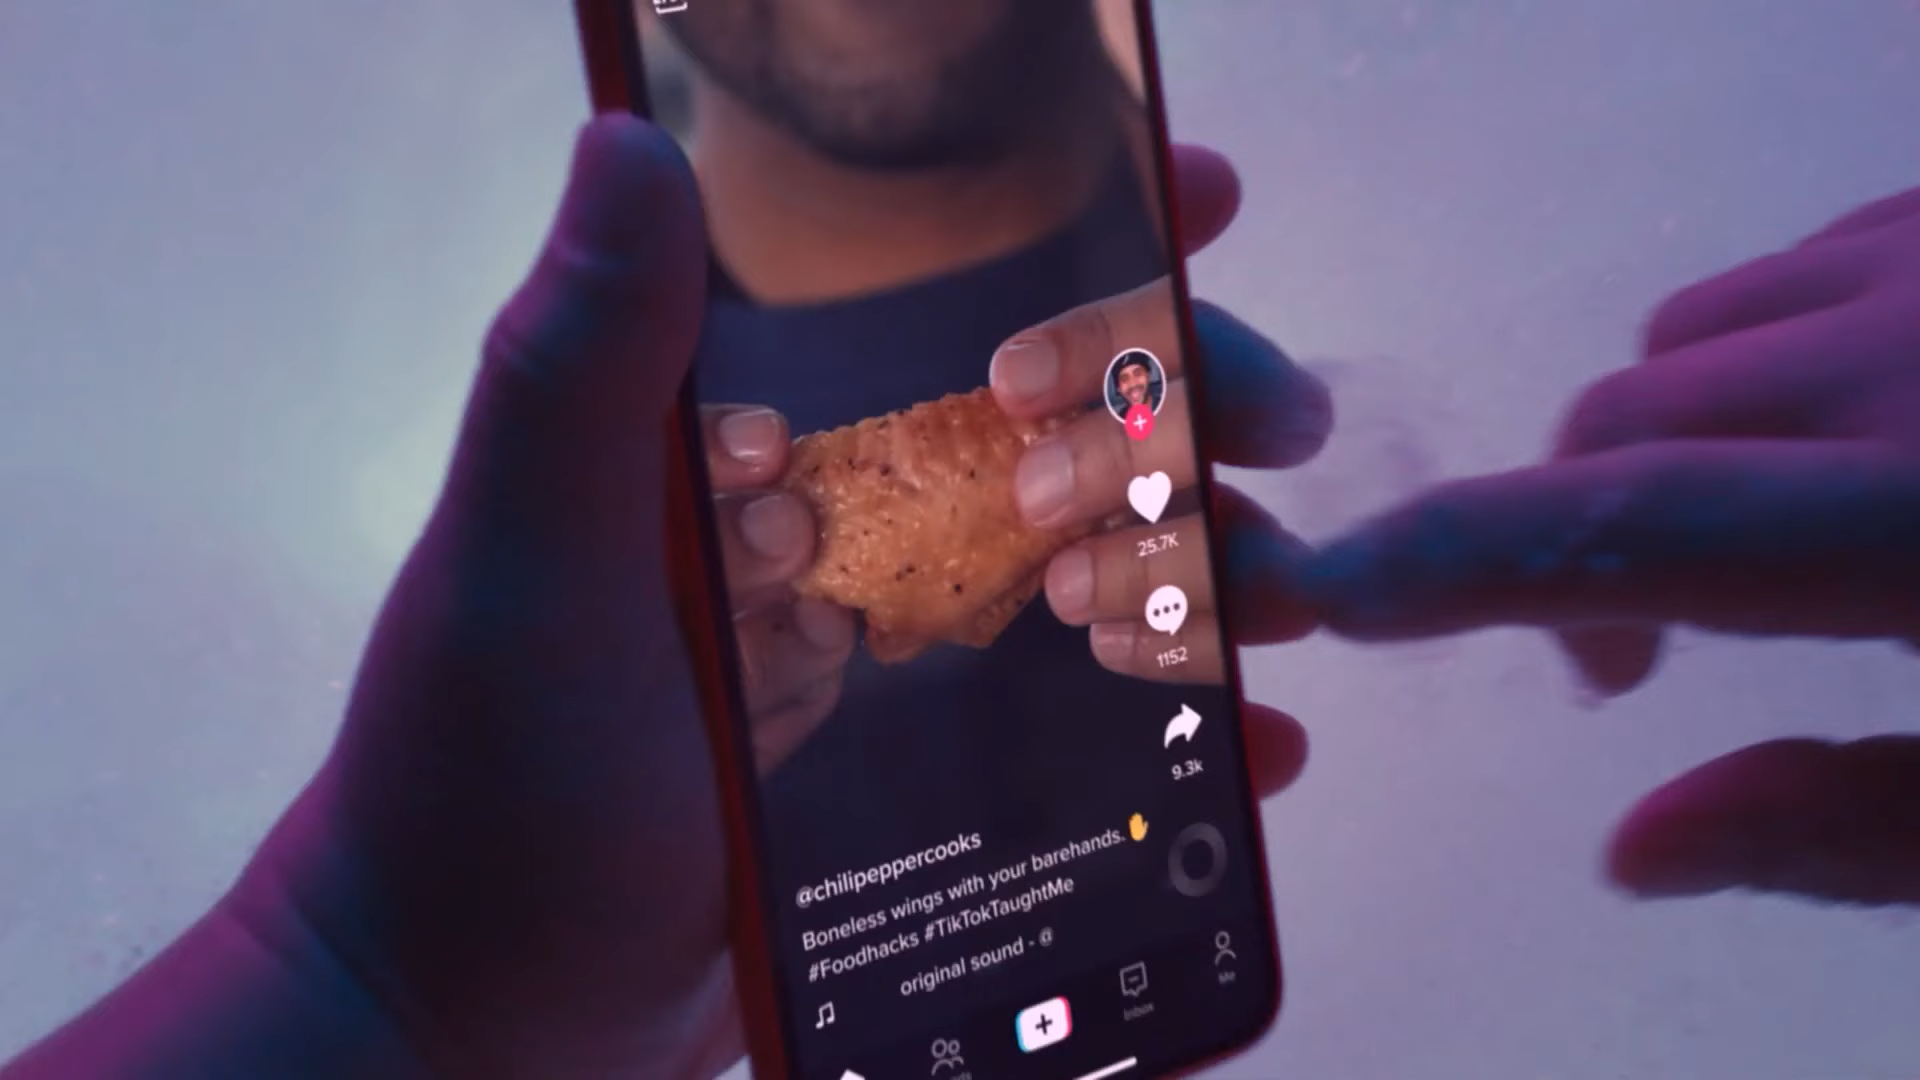 25.7K
1152
9.3k
@chilipeppercooks
Boneless wings with your barehands.🤚
#Foodhacks #TikTokTaughtMe
original sound - @
Inbox
Me